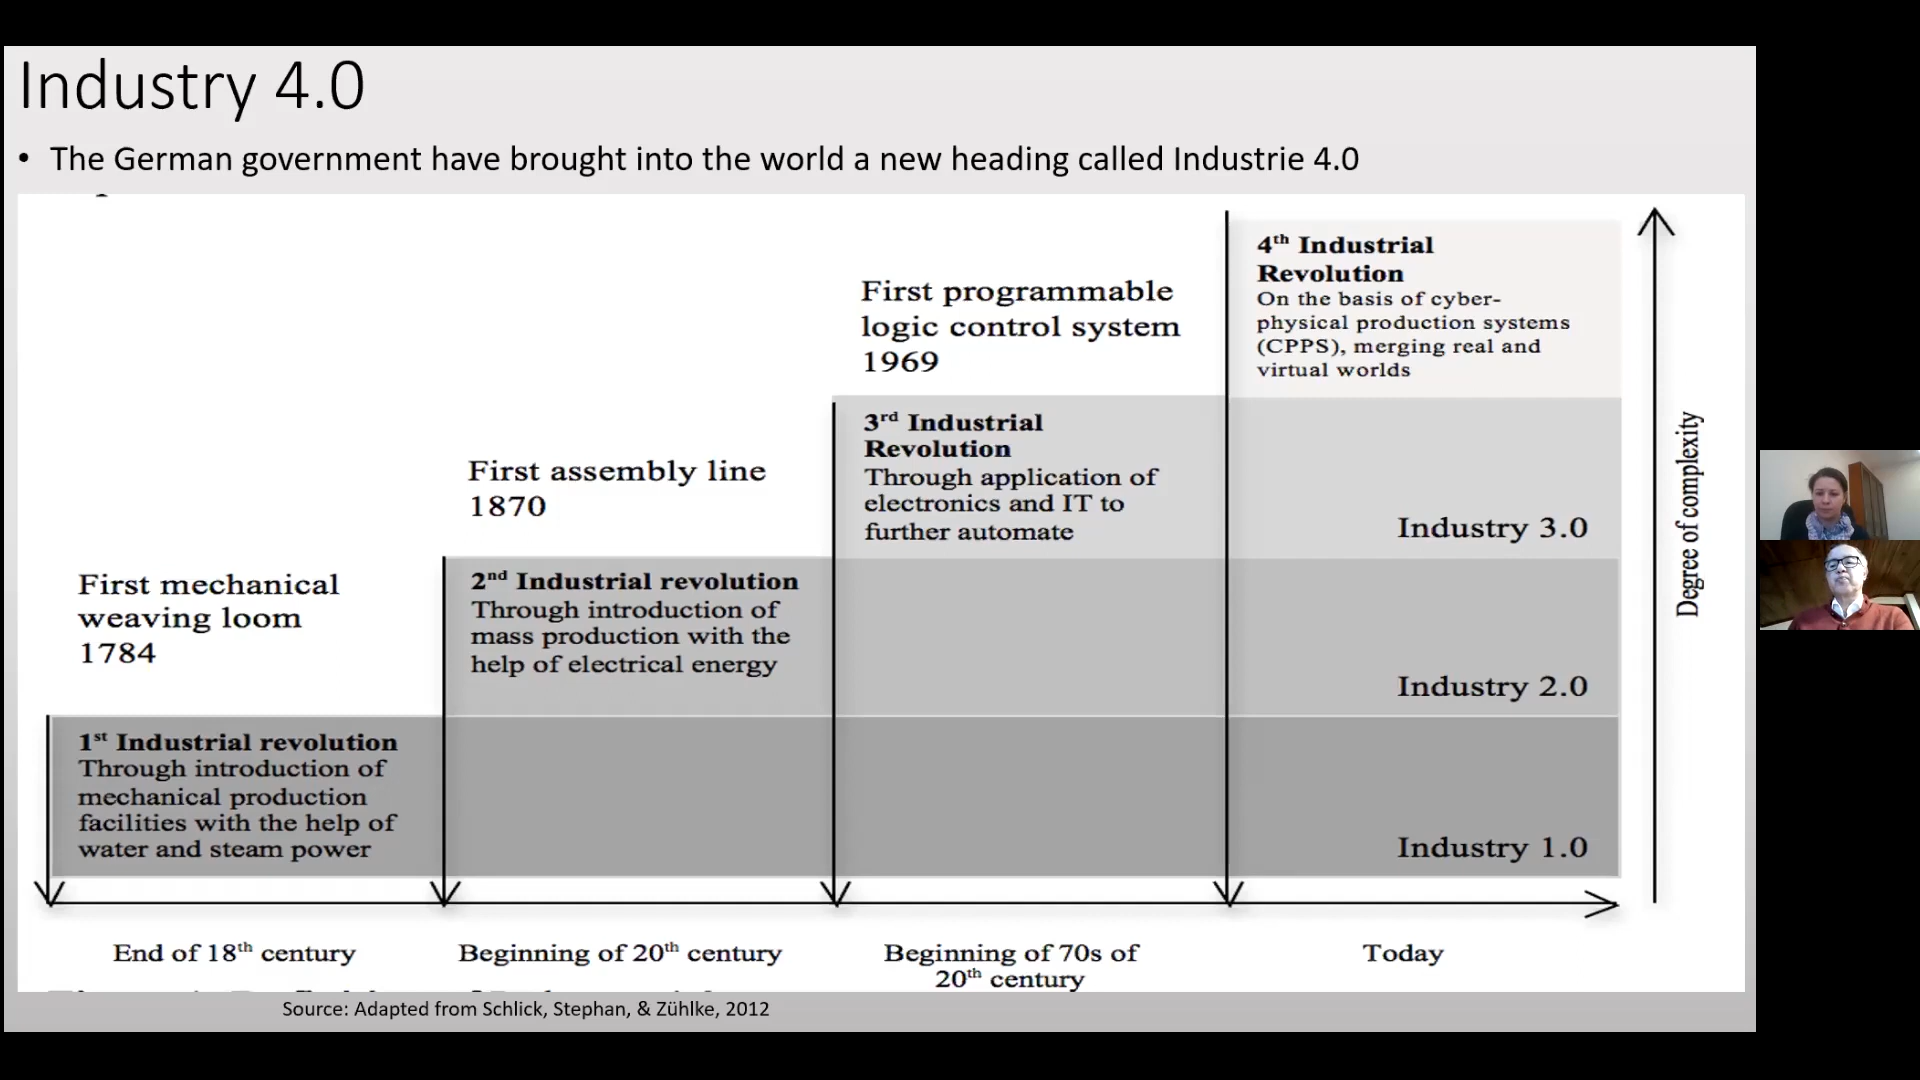 Industry 4.0
• The German government have brought into the world a new heading called Industrie 4.0
First mechanical
weaving loom
1784
1st Industrial revolution
Through introduction of
mechanical production
facilities with the help of
water and steam power
First assembly line
1870
2nd Industrial revolution
Through introduction of
mass production with the
help of electrical energy
First programmable
logic control system
1969
3rd Industrial
Revolution
Through application of
electronics and IT to
further automate
4th Industrial
Revolution
On the basis of cyber-
physical production systems
(CPPS), merging real and
virtual worlds
Industry 3.0
Industry 2.0
Industry 1.0
Degree of complexity
End of 18th century
Beginning of 20th century
Beginning of 70s of
20th century
Today
Source: Adapted from Schlick, Stephan, & Zühlke, 2012